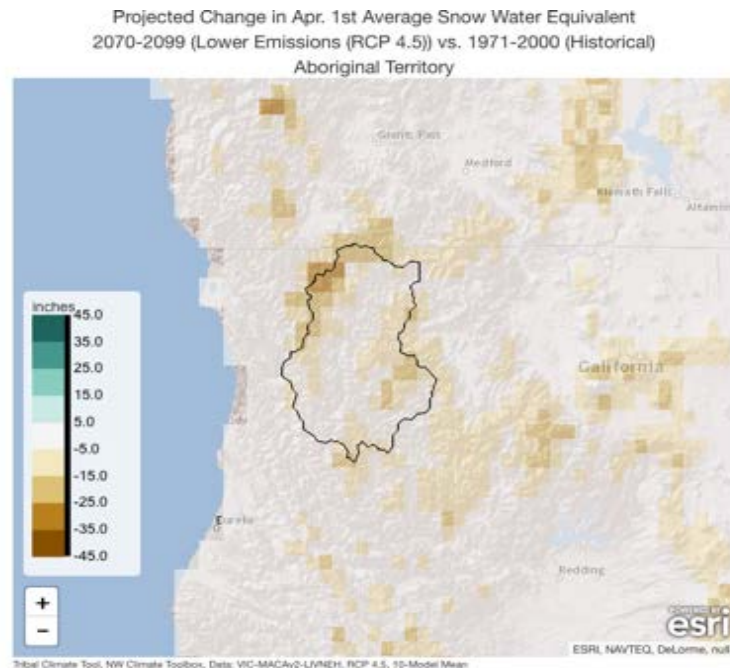 Projected Change in Apr. 1st Average Snow Water Equivalent
2070-2099 (Lower Emissions (RCP 4.5)) vs. 1971-2000 (Historical)
Aboriginal Territory
Grants Pass
Medford
Klamath Falls
Altamont
inches
45.0
35.0
25.0
15.0
5.0
-5.0
-15.0
-25.0
-35.0
-45.0
California
Eureka
Redding
+
−
POWERED BY
esri
ESRI, NAVTEQ, DeLorme, null
Tribal Climate Tool, NW Climate Toolbox, Data: VIC-MACAv2-LIVNEH, RCP 4.5, 10-Model Mean